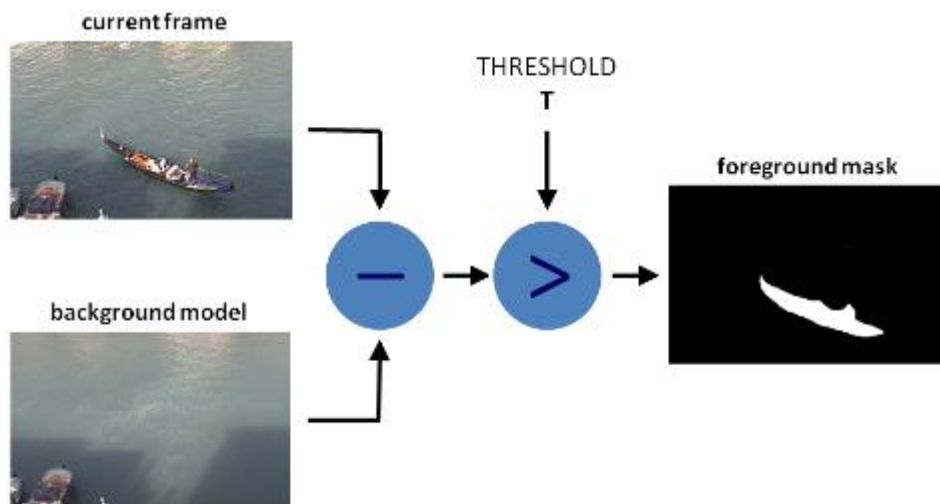 current frame
THRESHOLD
T
foreground mask
background model
−
>